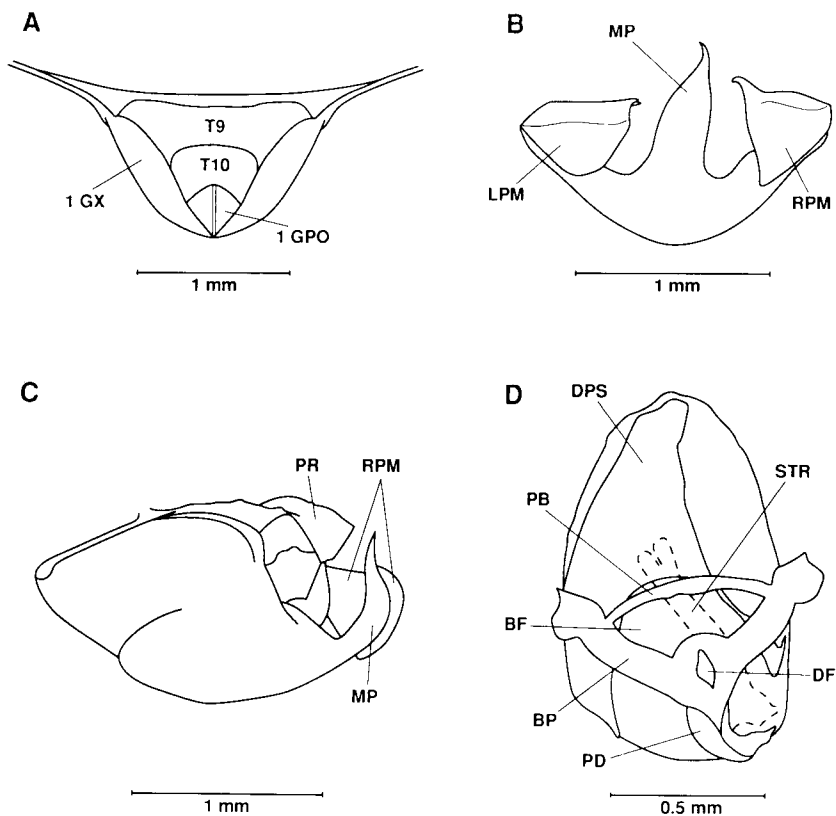 A
T9
T10
1 GX
1 GPO
1 mm
B
MP
LPM
RPM
1 mm
C
PR
RPM
MP
1 mm
D
DPS
STR
PB
BF
DF
BP
PD
0.5 mm